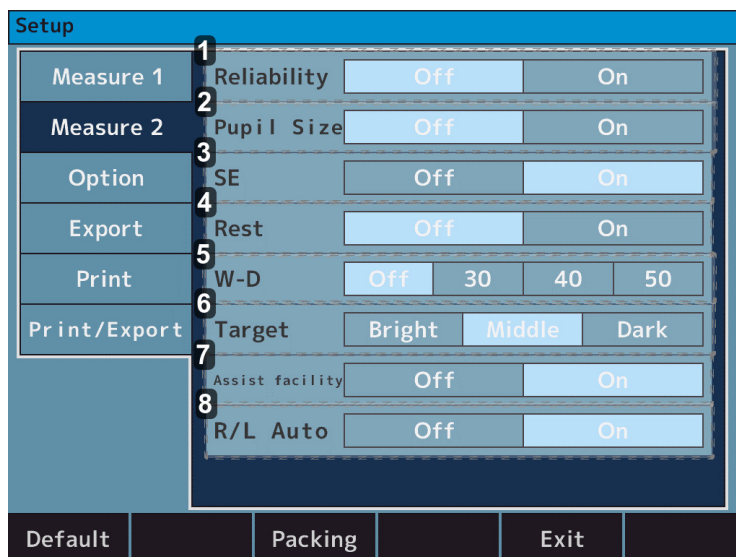 Setup
Measure 1
Measure 2
Option
Export
Print
Print/Export
1
Reliability Off On
2
Pupil Size Off On
3
SE Off On
4
Rest Off On
5
W-D Off 30 40 50
6
Target Bright Middle Dark
7
Assist facility Off On
8
R/L Auto Off On
Default Packing Exit